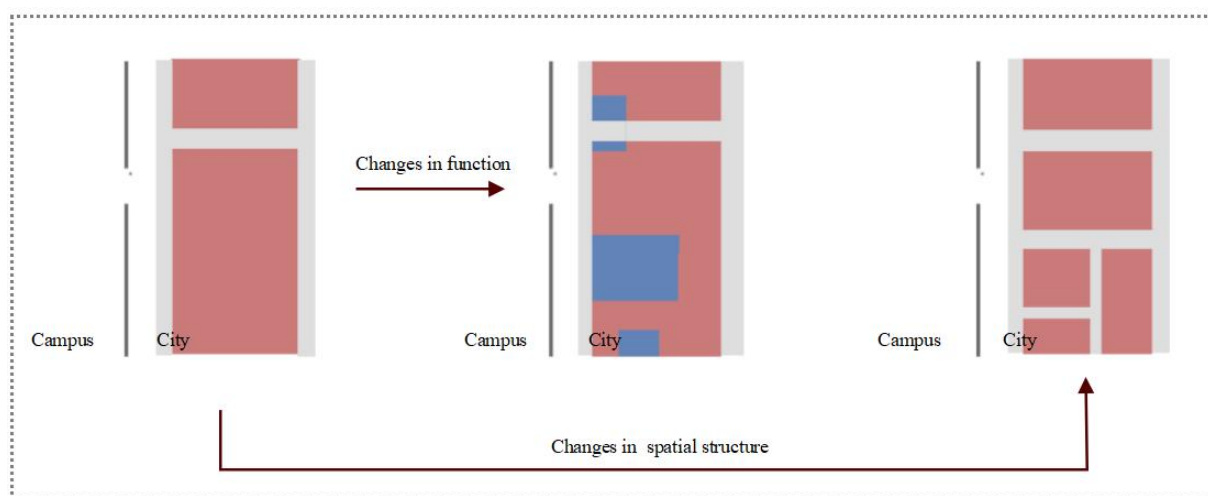 Changes in function
Campus
City
Campus
City
Campus
City
Changes in spatial structure